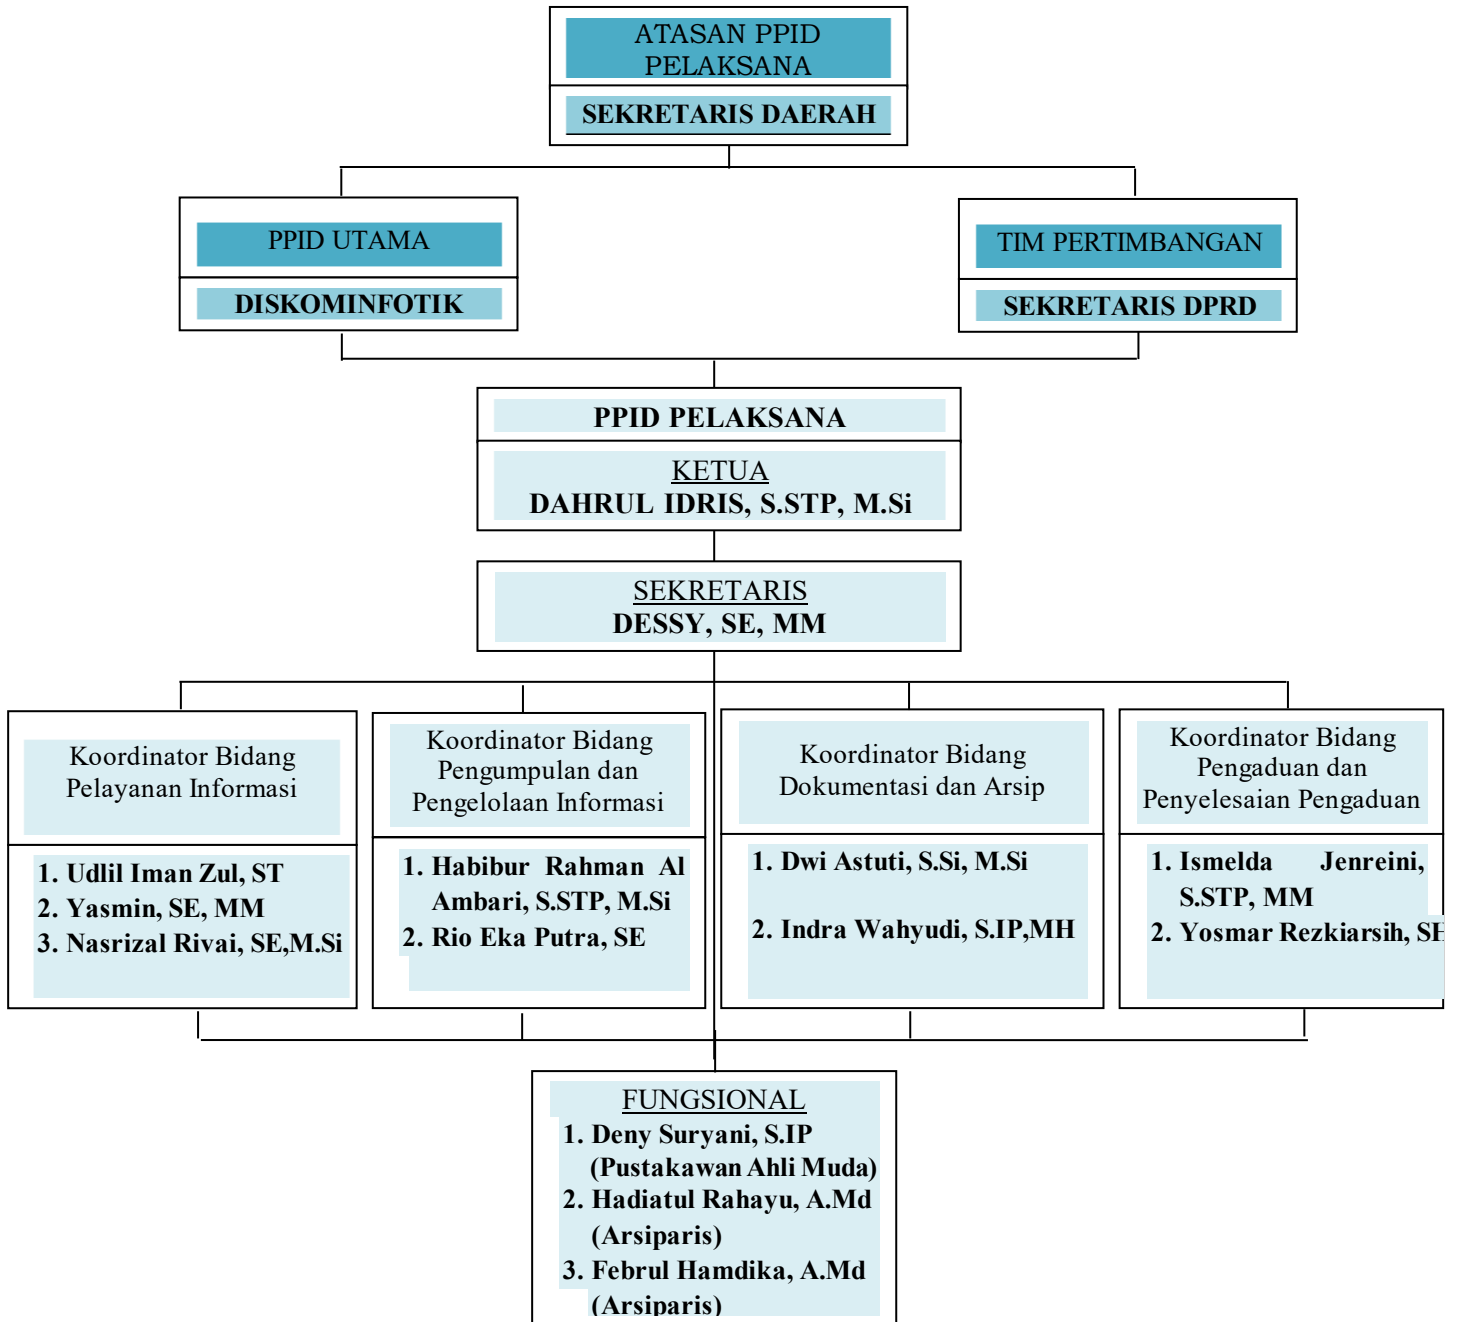 ATASAN PPID
PELAKSANA
SEKRETARIS DAERAH
PPID UTAMA
DISKOMINFOTIK
TIM PERTIMBANGAN
SEKRETARIS DPRD
PPID PELAKSANA
KETUA
DAHRUL IDRIS, S.STP, M.Si
SEKRETARIS
DESSY, SE, MM
Koordinator Bidang
Pelayanan Informasi
1. Udlil Iman Zul, ST
2. Yasmin, SE, MM
3. Nasrizal Rivai, SE,M.Si
Koordinator Bidang
Pengumpulan dan
Pengelolaan Informasi
1. Habibur Rahman Al
Ambari, S.STP, M.Si
2. Rio Eka Putra, SE
Koordinator Bidang
Dokumentasi dan Arsip
1. Dwi Astuti, S.Si, M.Si
2. Indra Wahyudi, S.IP,MH
Koordinator Bidang
Pengaduan dan
Penyelesaian Pengaduan
1. Ismelda Jenreini,
S.STP, MM
2. Yosmar Rezkiarsih,
FUNGSIONAL
1. Deny Suryani, S.IP
(Pustakawan Ahli Muda)
2. Hadiatul Rahayu, A.Md
(Arsiparis)
3. Februl Hamdika, A.Md
(Arsiparis)